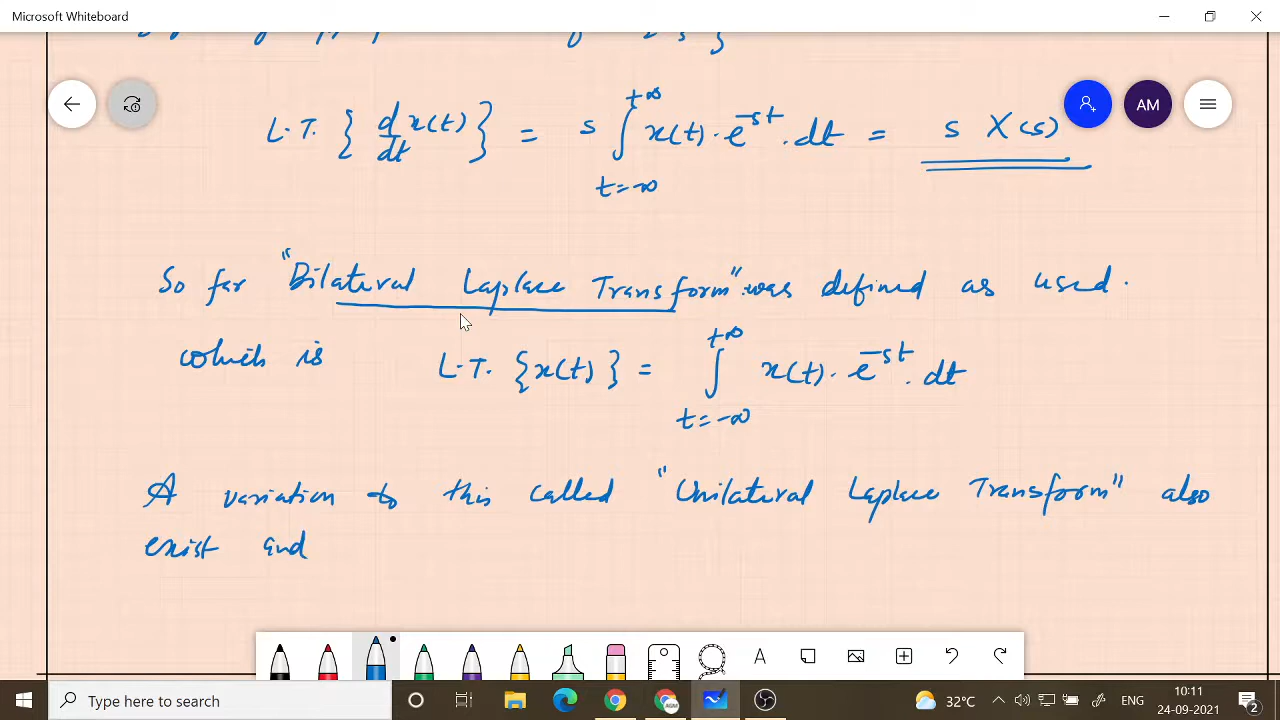 Microsoft Whiteboard
L.T. { d/dt x(t) } = s ∫_{t=-∞}^{+∞} x(t) . e^{-st} . dt = s X(s)
AM
So far "Bilateral Laplace Transform" was defined as used.
which is L.T. {x(t)} = ∫_{t=-∞}^{+∞} x(t) . e^{-st} . dt
A variation to this called "Unilateral Laplace Transform" also
exist and
A
Type here to search
AGM
32°C
ENG
10:11
24-09-2021
2